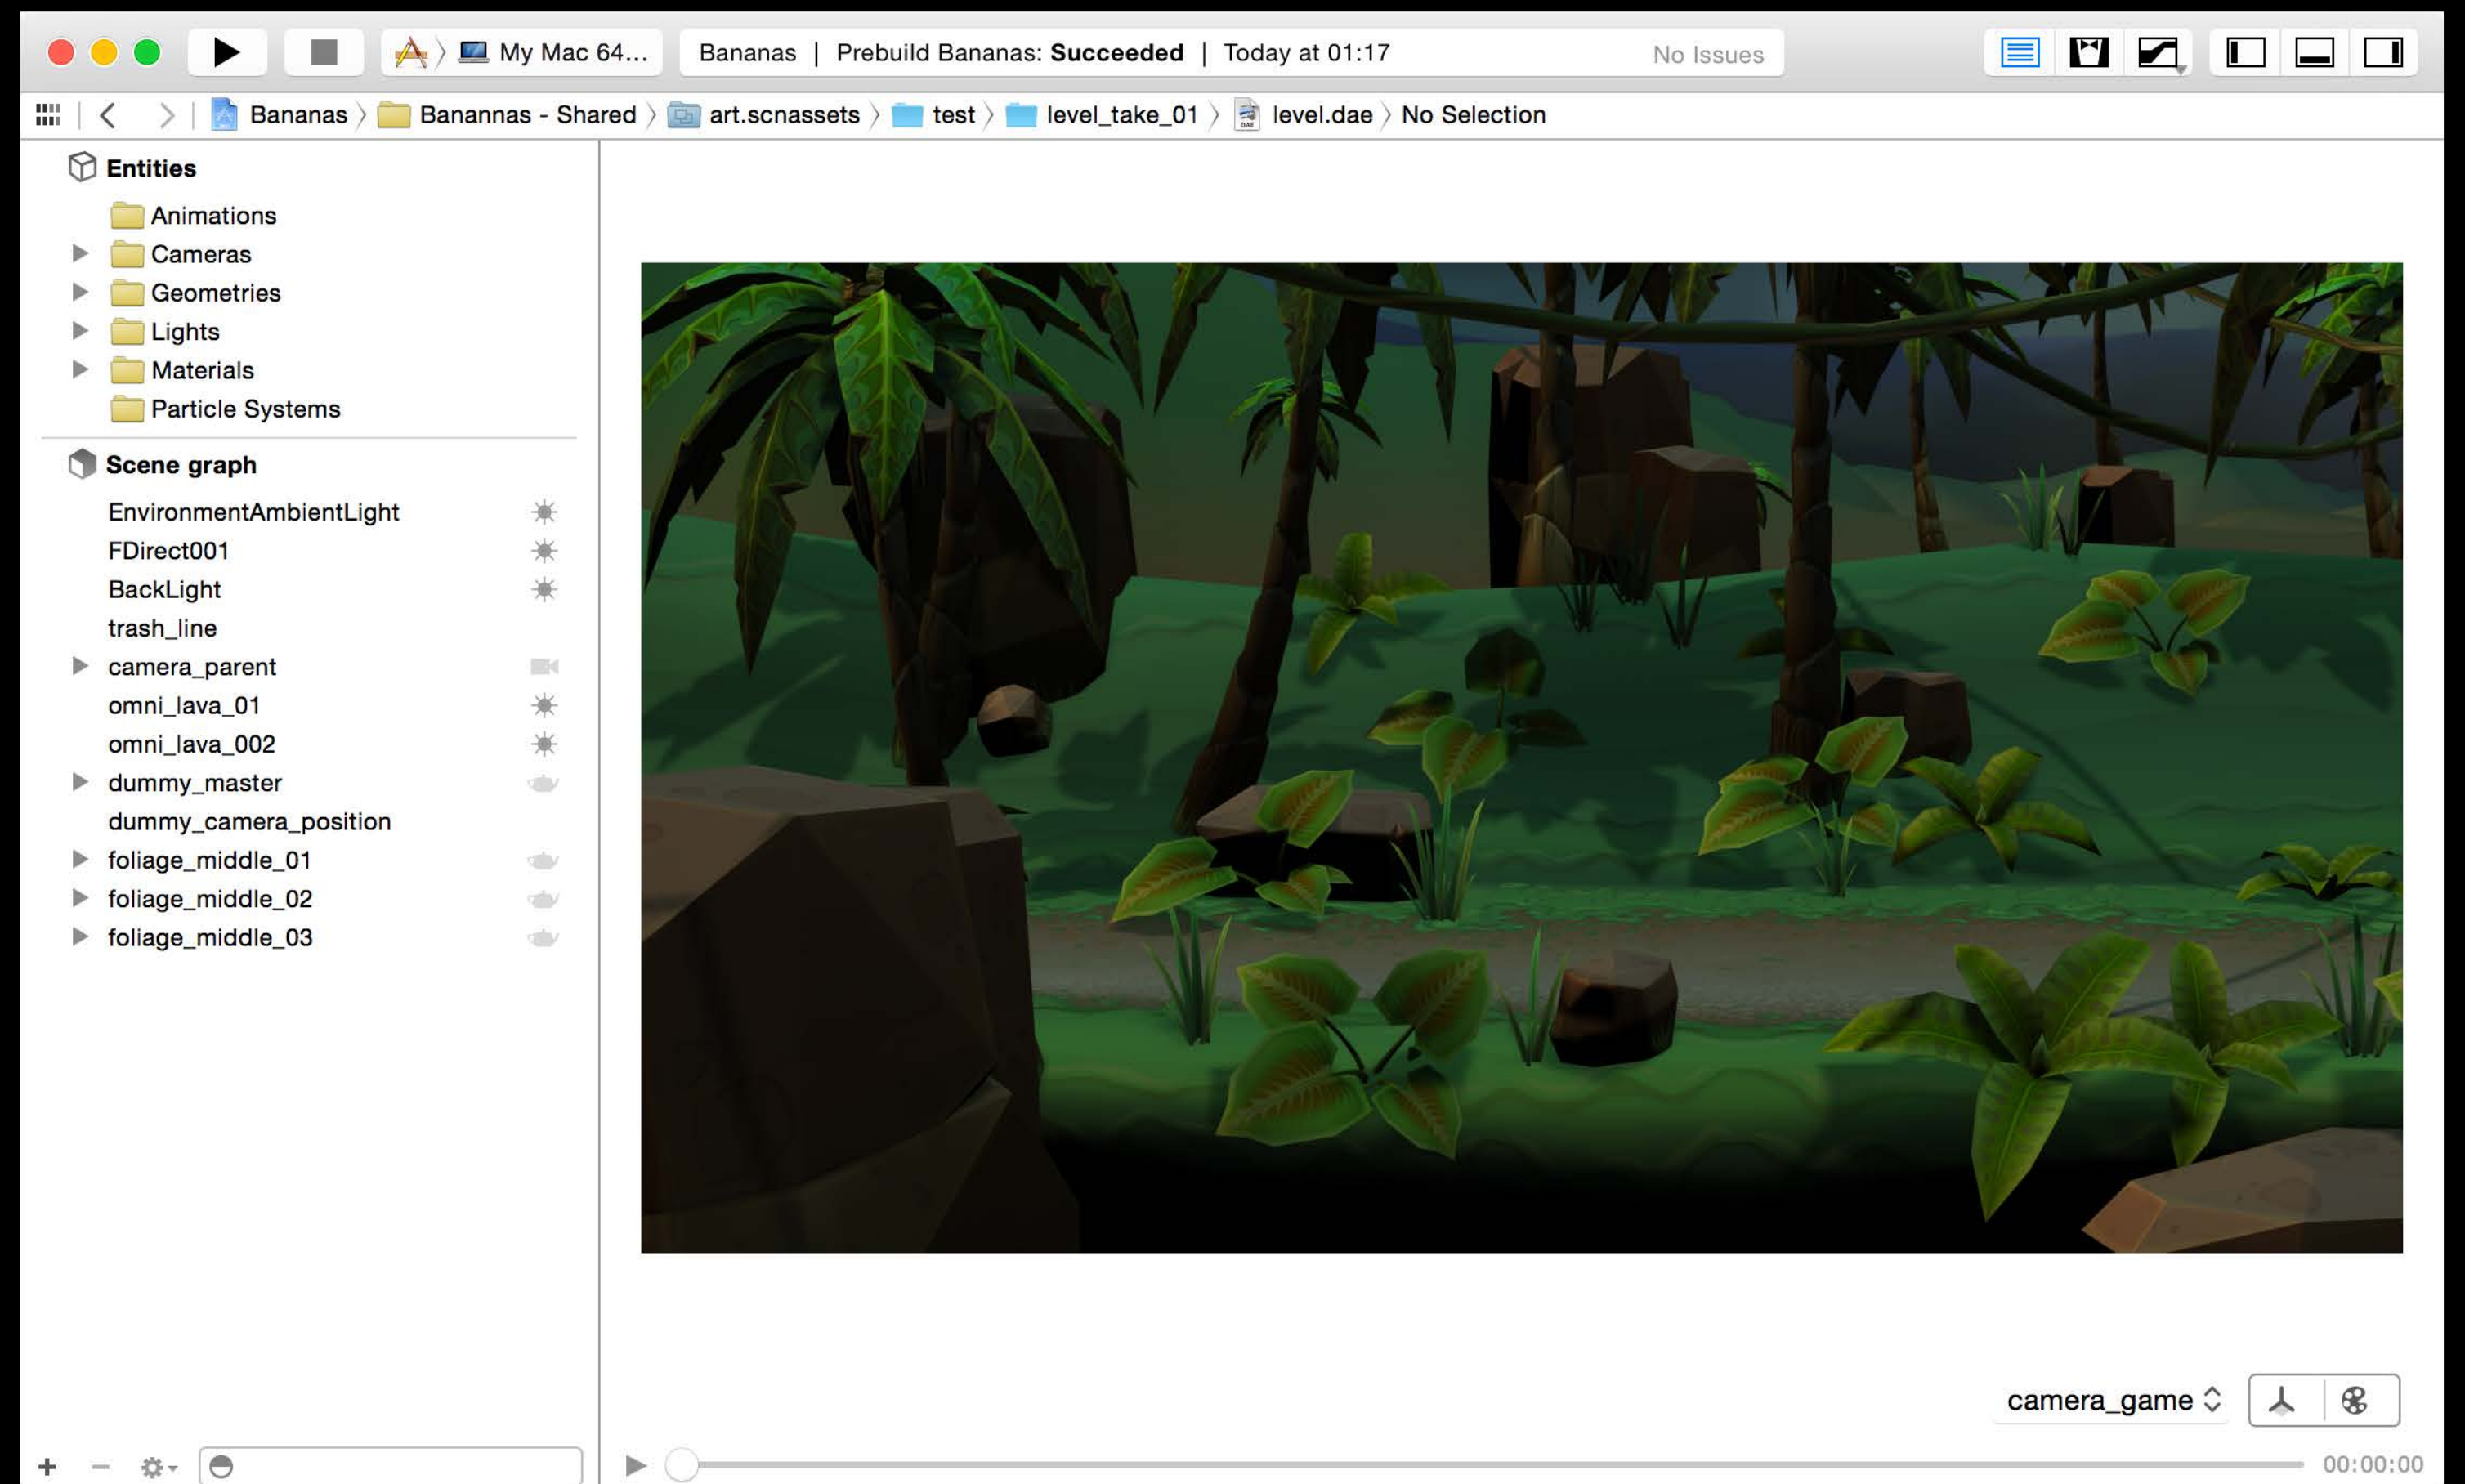 My Mac 64...
Bananas | Prebuild Bananas: Succeeded | Today at 01:17
No Issues
Bananas 〉 Banannas - Shared 〉 art.scnassets 〉 test 〉 level_take_01 〉 level.dae 〉 No Selection
Entities
Animations
Cameras
Geometries
Lights
Materials
Particle Systems
Scene graph
EnvironmentAmbientLight
FDirect001
BackLight
trash_line
camera_parent
omni_lava_01
omni_lava_002
dummy_master
dummy_camera_position
foliage_middle_01
foliage_middle_02
foliage_middle_03
camera_game
00:00:00